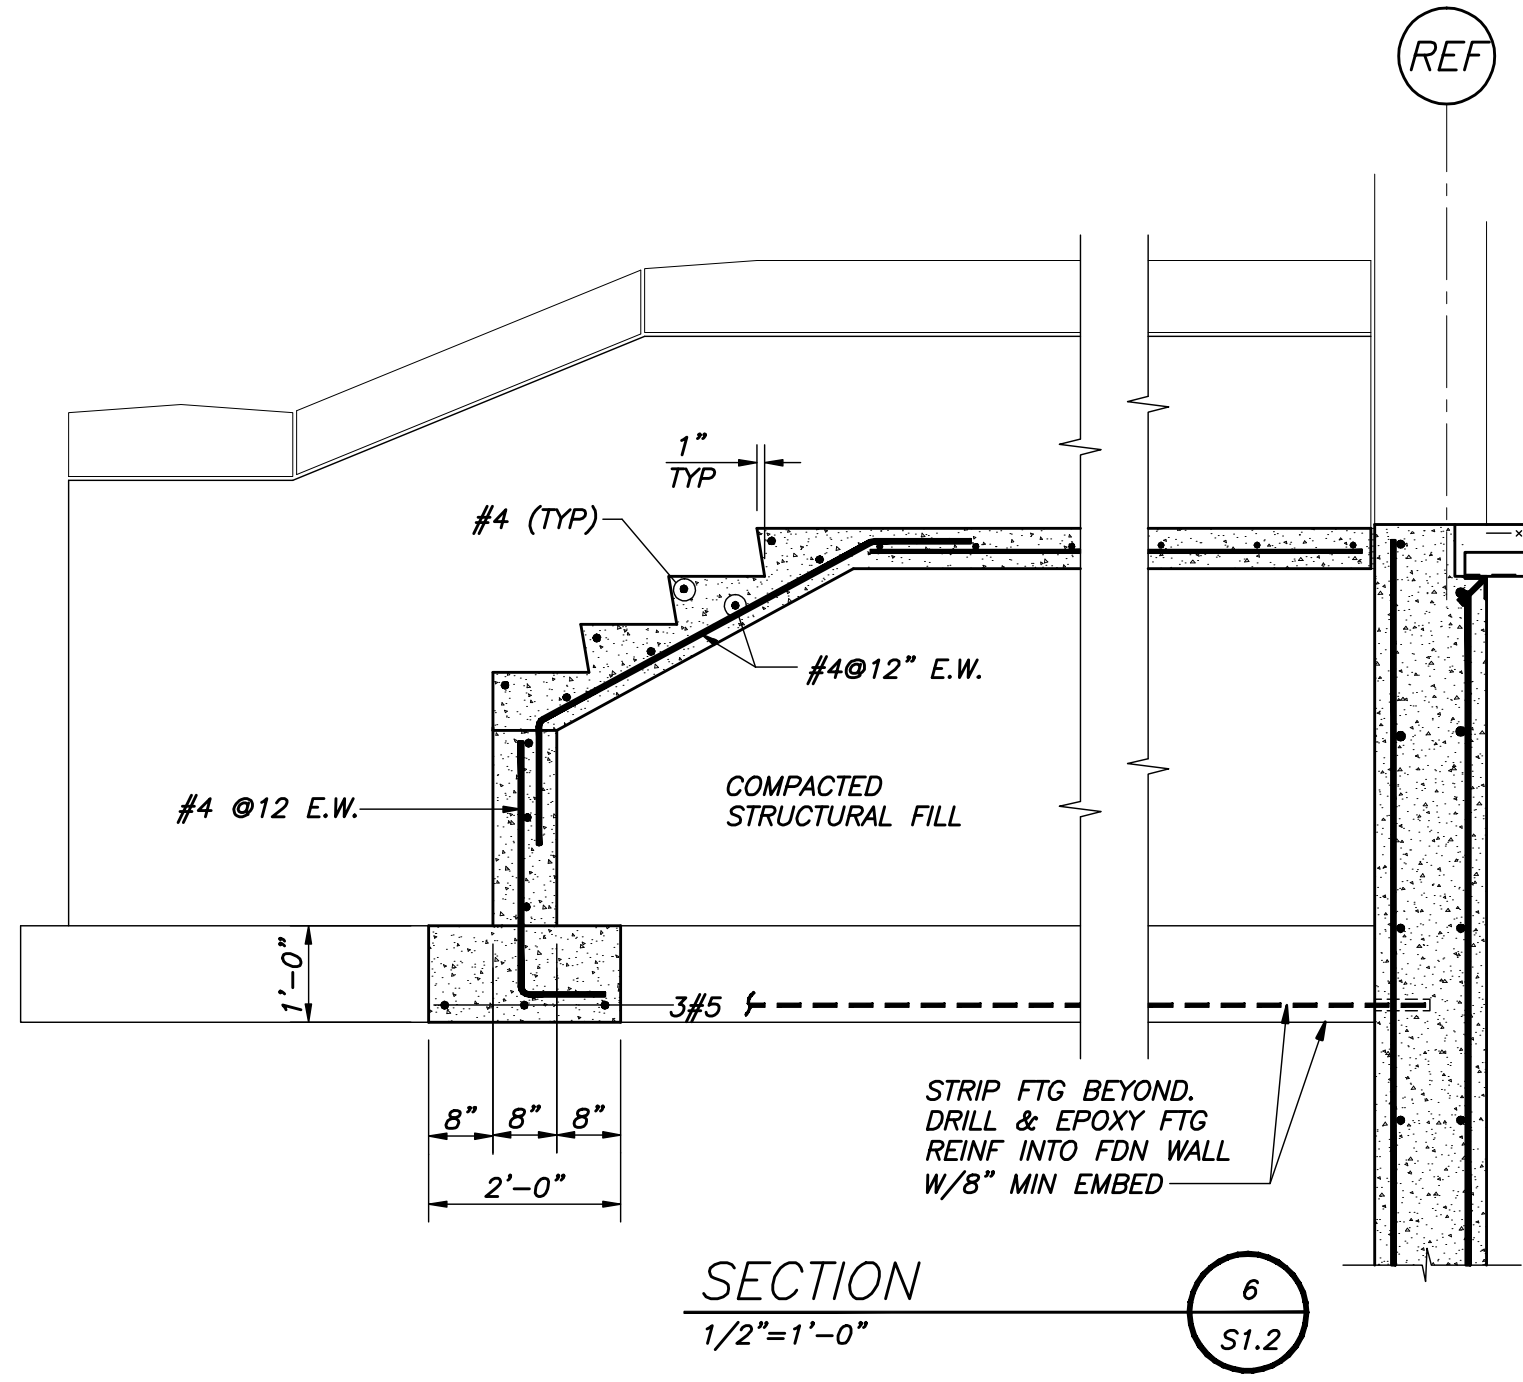 REF
1”
TYP
#4 (TYP)
#4@12” E.W.
COMPACTED
STRUCTURAL FILL
#4 @12 E.W.
1’-0”
3#5
STRIP FTG BEYOND.
DRILL & EPOXY FTG
REINF INTO FDN WALL
W/8” MIN EMBED
8” 8” 8”
2’-0”
SECTION
1/2”=1’-0”
6
S1.2